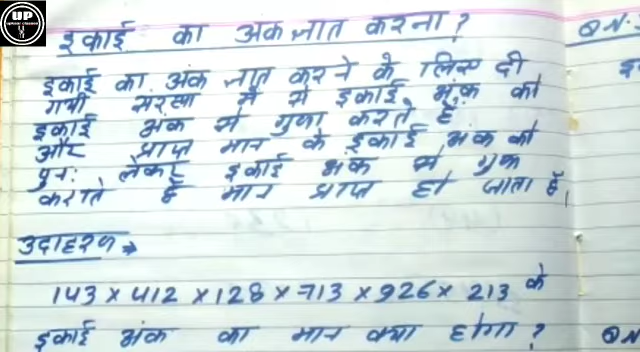 UP
इकाई का अंक ज्ञात करना?
इकाई का अंक ज्ञात करने के लिए दी
गयी संख्या में से इकाई अंक को
इकाई अंक से गुणा करते हैं
और प्राप्त मान के इकाई अंक को
पुनः लेकर इकाई अंक से गुणा
कराते हैं मान प्राप्त हो जाता है,
उदाहरण →
143 × 412 × 128 × 713 × 926 × 213 के
इकाई अंक का मान क्या होगा?